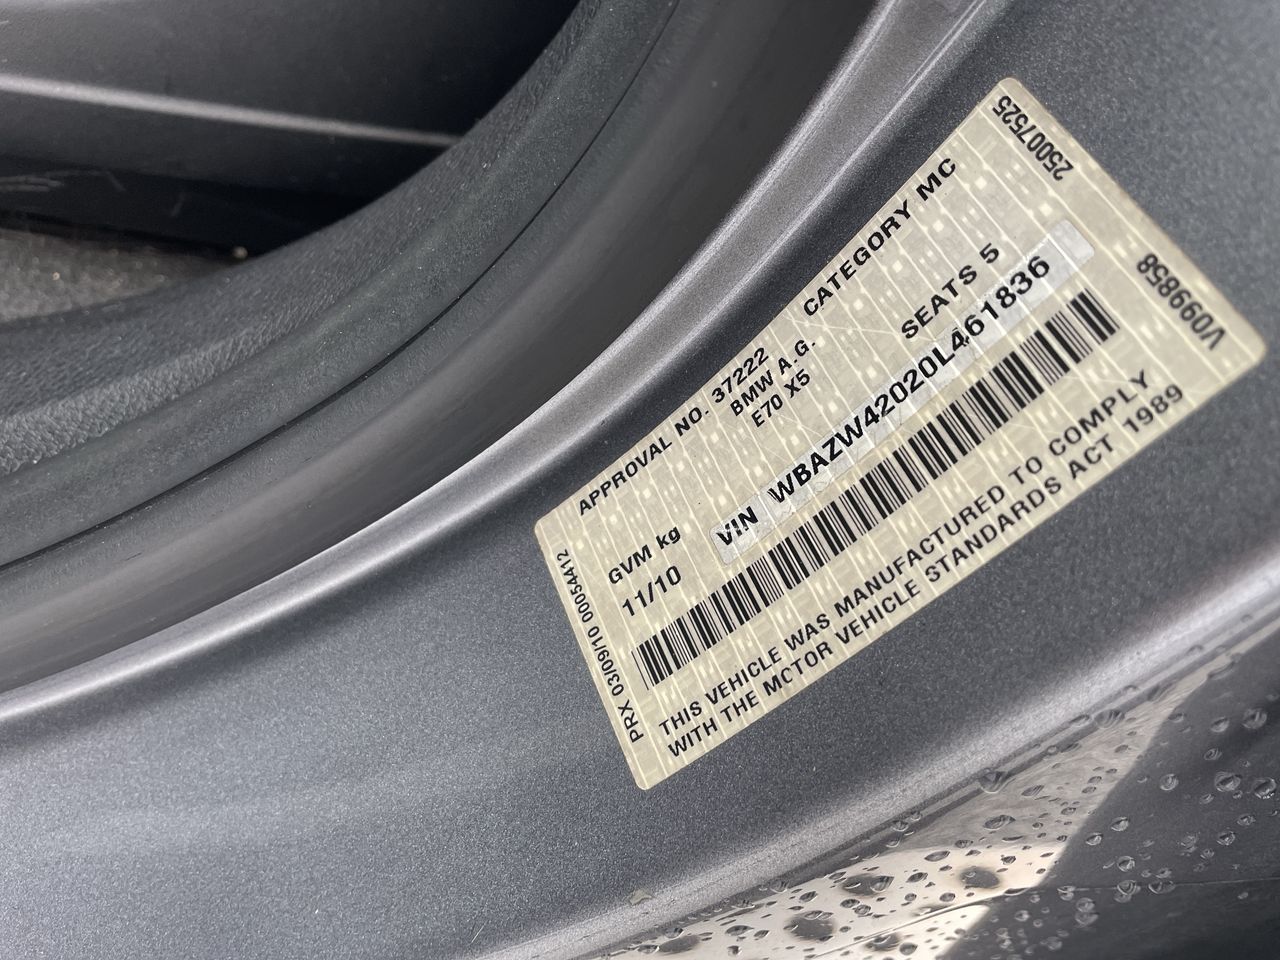 25007525
APPROVAL NO. 37222 CATEGORY MC
BMW A.G.
E70 X5
GVM kg SEATS 5
11/10 VIN WBAZW42020L461836
THIS VEHICLE WAS MANUFACTURED TO COMPLY
WITH THE MOTOR VEHICLE STANDARDS ACT 1989
PRX 03/09/10 00054412
V099858